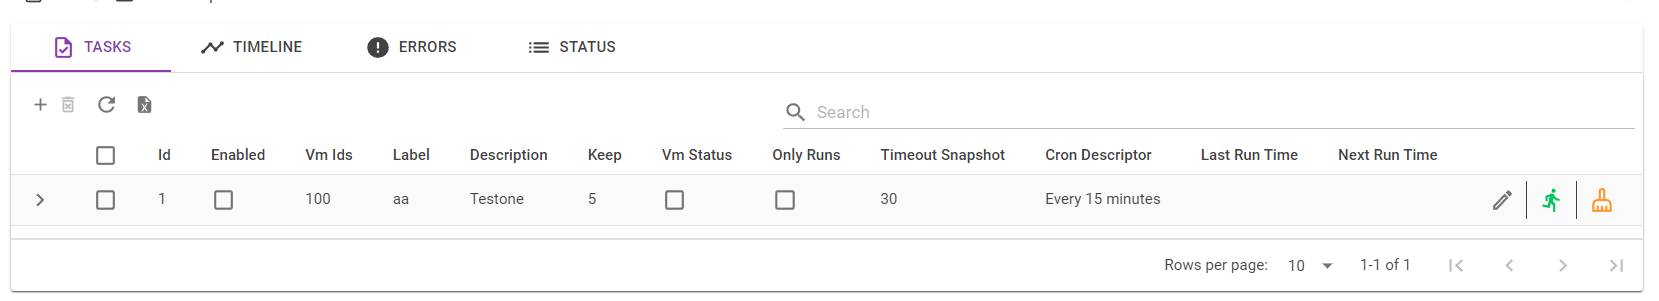 TASKS TIMELINE ERRORS STATUS
Search
Id Enabled Vm Ids Label Description Keep Vm Status Only Runs Timeout Snapshot Cron Descriptor Last Run Time Next Run Time
1 100 aa Testone 5 30 Every 15 minutes
Rows per page: 10 1-1 of 1